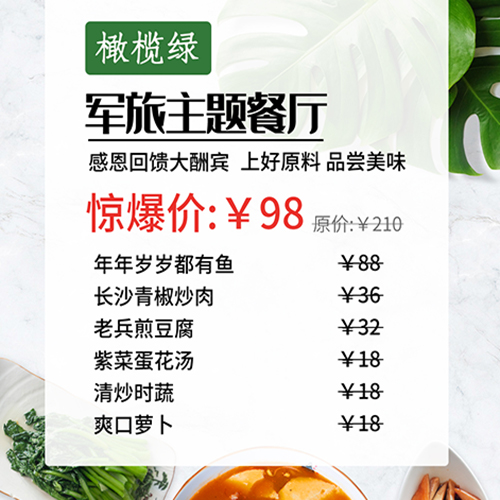 橄榄绿
军旅主题餐厅
感恩回馈大酬宾 上好原料 品尝美味
惊爆价:￥98 原价:￥210
年年岁岁都有鱼 ￥88
长沙青椒炒肉 ￥36
老兵煎豆腐 ￥32
紫菜蛋花汤 ￥18
清炒时蔬 ￥18
爽口萝卜 ￥18